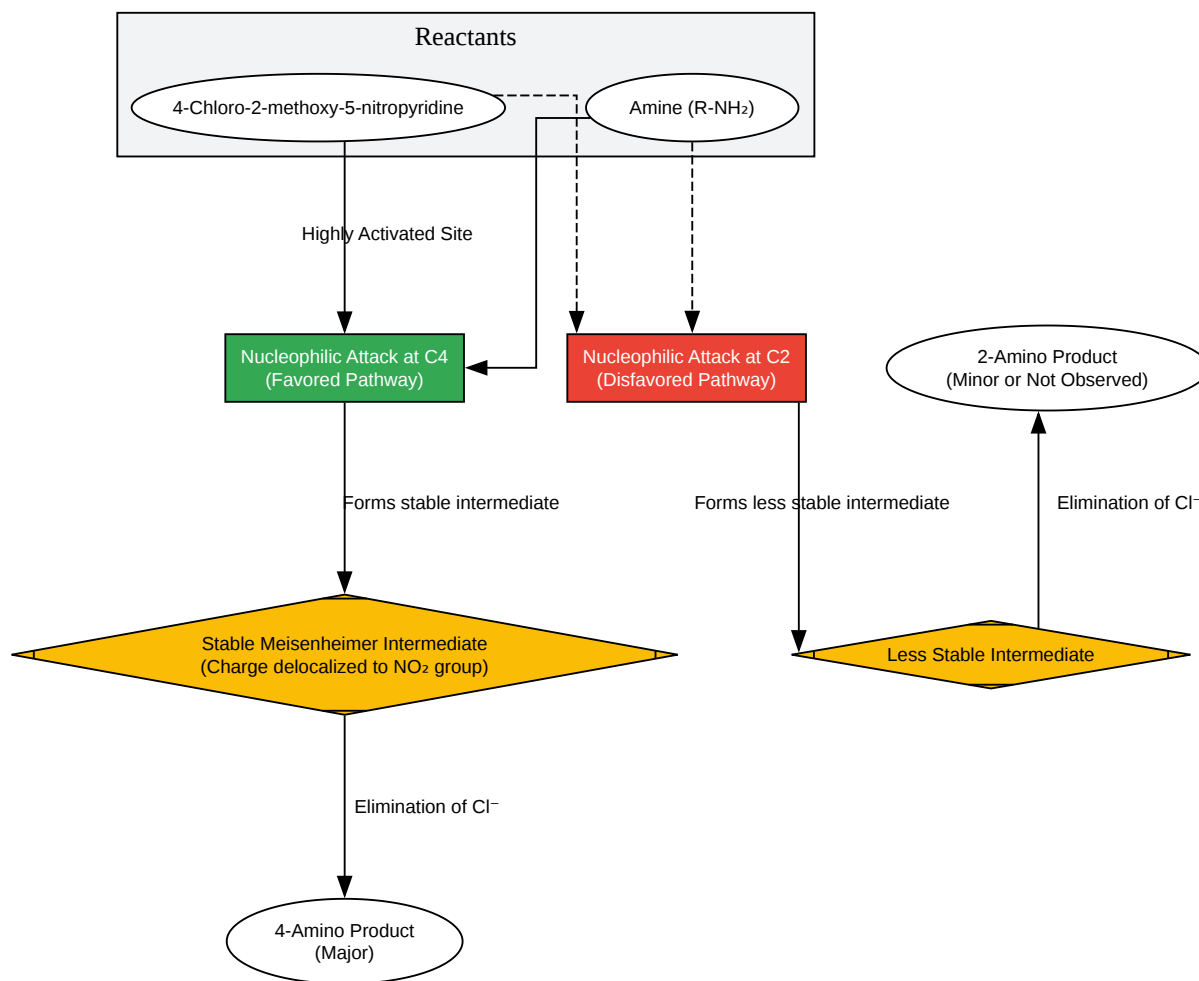 Reactants
4-Chloro-2-methoxy-5-nitropyridine
Amine (R-NH₂)
Highly Activated Site
Nucleophilic Attack at C4
(Favored Pathway)
Nucleophilic Attack at C2
(Disfavored Pathway)
2-Amino Product
(Minor or Not Observed)
Forms stable intermediate
Forms less stable intermediate
Elimination of Cl⁻
Stable Meisenheimer Intermediate
(Charge delocalized to NO₂ group)
Less Stable Intermediate
Elimination of Cl⁻
4-Amino Product
(Major)